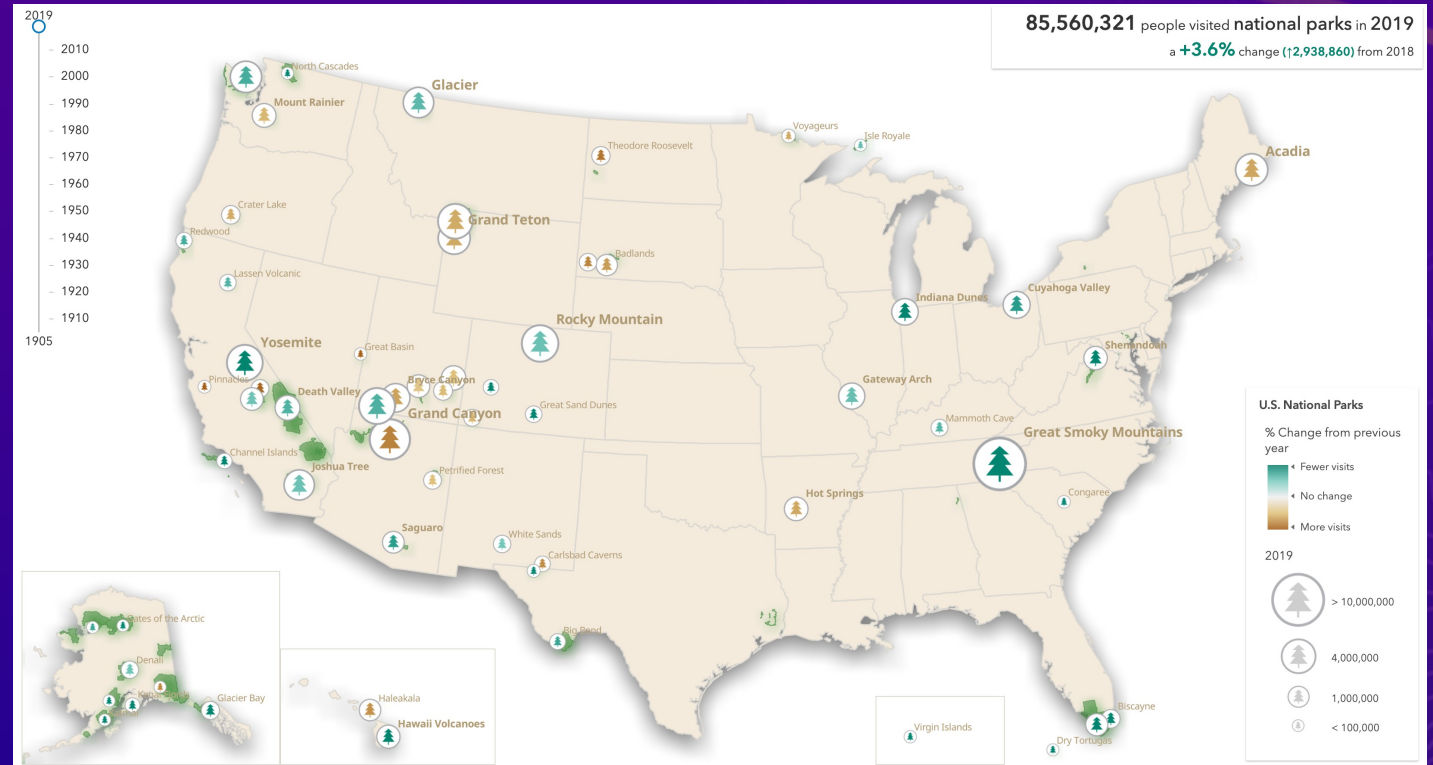 2019
2010
2000
1990
1980
1970
1960
1950
1940
1930
1920
1910
1905
85,560,321 people visited national parks in 2019
a +3.6% change (↑2,938,860) from 2018
North Cascades
Glacier
Mount Rainier
Voyageurs
Isle Royale
Theodore Roosevelt
Acadia
Crater Lake
Grand Teton
Redwood
Badlands
Lassen Volcanic
Indiana Dunes
Cuyahoga Valley
Rocky Mountain
Yosemite
Great Basin
Shenandoah
Pinnacles
Bryce Canyon
Death Valley
Gateway Arch
Great Sand Dunes
Grand Canyon
Mammoth Cave
Great Smoky Mountains
Channel Islands
Joshua Tree
Petrified Forest
Hot Springs
Congaree
Saguaro
White Sands
Carlsbad Caverns
Big Bend
Gates of the Arctic
Denali
Glacier Bay
Haleakala
Hawaii Volcanoes
Virgin Islands
Biscayne
Dry Tortugas
U.S. National Parks
% Change from previous
year
Fewer visits
No change
More visits
2019
> 10,000,000
4,000,000
1,000,000
< 100,000